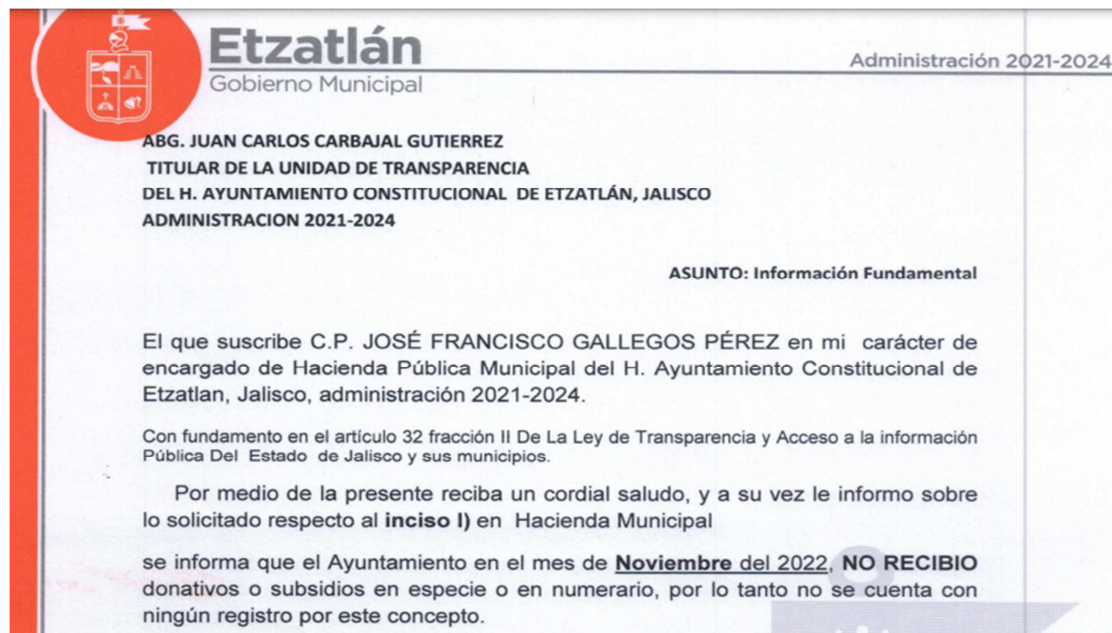 Etzatlán
Gobierno Municipal
Administración 2021-2024
ABG. JUAN CARLOS CARBAJAL GUTIERREZ
TITULAR DE LA UNIDAD DE TRANSPARENCIA
DEL H. AYUNTAMIENTO CONSTITUCIONAL DE ETZATLÁN, JALISCO
ADMINISTRACION 2021-2024
ASUNTO: Información Fundamental
El que suscribe C.P. JOSÉ FRANCISCO GALLEGOS PÉREZ en mi carácter de
encargado de Hacienda Pública Municipal del H. Ayuntamiento Constitucional de
Etzatlan, Jalisco, administración 2021-2024.
Con fundamento en el artículo 32 fracción II De La Ley de Transparencia y Acceso a la información
Pública Del Estado de Jalisco y sus municipios.
Por medio de la presente reciba un cordial saludo, y a su vez le informo sobre
lo solicitado respecto al inciso I) en Hacienda Municipal
se informa que el Ayuntamiento en el mes de Noviembre del 2022, NO RECIBIO
donativos o subsidios en especie o en numerario, por lo tanto no se cuenta con
ningún registro por este concepto.